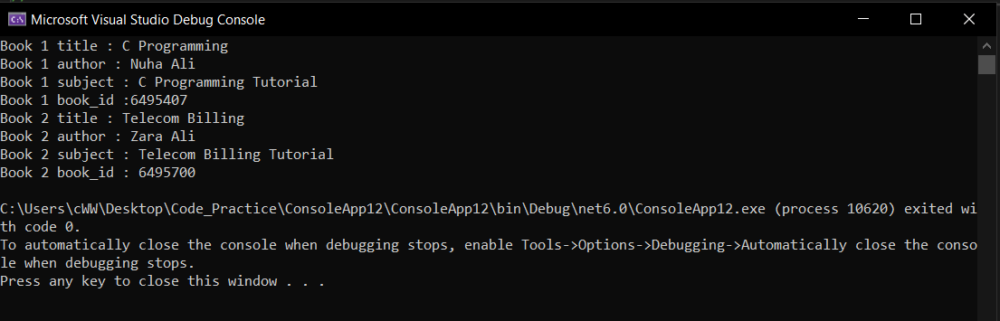 Microsoft Visual Studio Debug Console
Book 1 title : C Programming
Book 1 author : Nuha Ali
Book 1 subject : C Programming Tutorial
Book 1 book_id :6495407
Book 2 title : Telecom Billing
Book 2 author : Zara Ali
Book 2 subject : Telecom Billing Tutorial
Book 2 book_id : 6495700
C:\Users\cWW\Desktop\Code_Practice\ConsoleApp12\ConsoleApp12\bin\Debug\net6.0\ConsoleApp12.exe (process 10620) exited wi
th code 0.
To automatically close the console when debugging stops, enable Tools->Options->Debugging->Automatically close the conso
le when debugging stops.
Press any key to close this window . . .